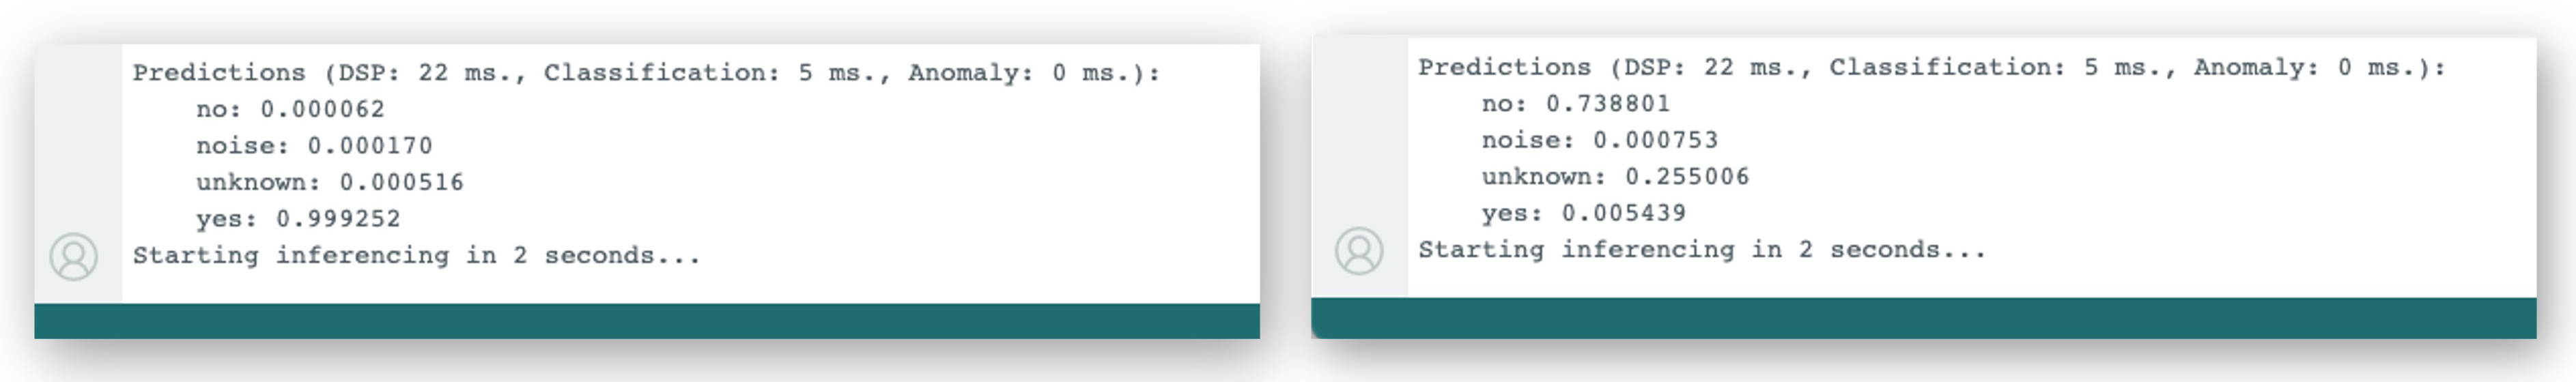 Predictions (DSP: 22 ms., Classification: 5 ms., Anomaly: 0 ms.):
no: 0.000062
noise: 0.000170
unknown: 0.000516
yes: 0.999252
Starting inferencing in 2 seconds...
Predictions (DSP: 22 ms., Classification: 5 ms., Anomaly: 0 ms.):
no: 0.738801
noise: 0.000753
unknown: 0.255006
yes: 0.005439
Starting inferencing in 2 seconds...